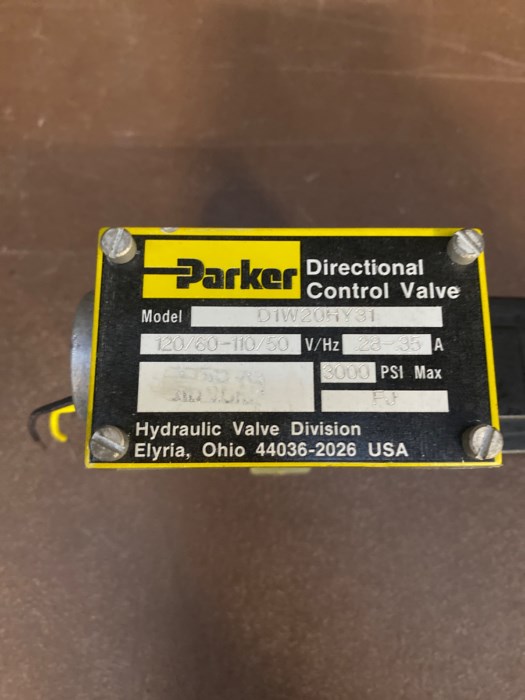 Parker
Directional
Control Valve
Model D1W20HY31
120/60-110/50 V/Hz .28-.35 A
3000 PSI Max
FJ
Hydraulic Valve Division
Elyria, Ohio 44036-2026 USA